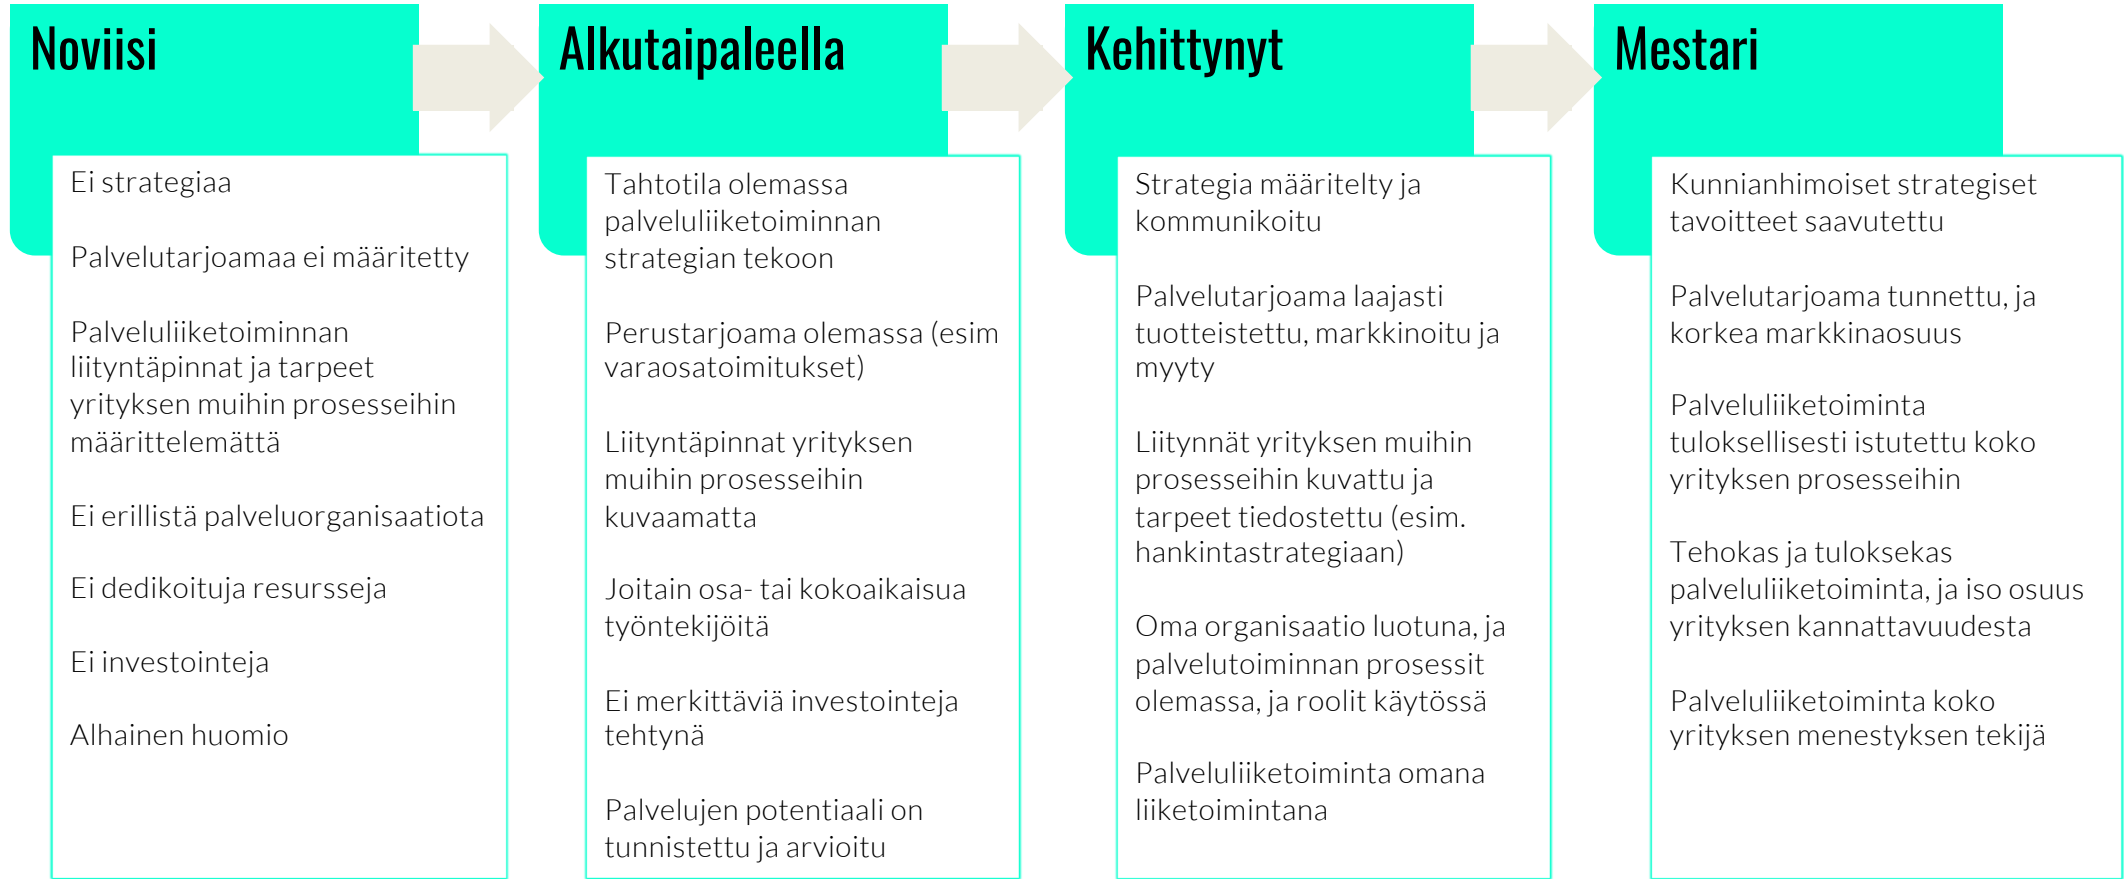 Noviisi
Ei strategiaa
Palvelutarjoamaa ei määritetty
Palveluliiketoiminnan
liityntäpinnat ja tarpeet
yrityksen muihin prosesseihin
määrittelemättä
Ei erillistä palveluorganisaatiota
Ei dedikoituja resursseja
Ei investointeja
Alhainen huomio
Alkutaipaleella
Tahtotila olemassa
palveluliiketoiminnan
strategian tekoon
Perustarjoama olemassa (esim
varaosatoimitukset)
Liityntäpinnat yrityksen
muihin prosesseihin
kuvaamatta
Joitain osa- tai kokoaikaisua
työntekijöitä
Ei merkittäviä investointeja
tehtynä
Palvelujen potentiaali on
tunnistettu ja arvioitu
Kehittynyt
Strategia määritelty ja
kommunikoitu
Palvelutarjoama laajasti
tuotteistettu, markkinoitu ja
myyty
Liitynnät yrityksen muihin
prosesseihin kuvattu ja
tarpeet tiedostettu (esim.
hankintastrategiaan)
Oma organisaatio luotuna, ja
palvelutoiminnan prosessit
olemassa, ja roolit käytössä
Palveluliiketoiminta omana
liiketoimintana
Mestari
Kunnianhimoiset strategiset
tavoitteet saavutettu
Palvelutarjoama tunnettu, ja
korkea markkinaosuus
Palveluliiketoiminta
tuloksellisesti istutettu koko
yrityksen prosesseihin
Tehokas ja tuloksekas
palveluliiketoiminta, ja iso osuus
yrityksen kannattavuudesta
Palveluliiketoiminta koko
yrityksen menestyksen tekijä